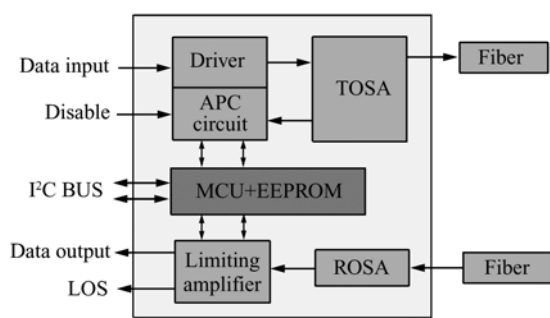 Data input
Driver
TOSA
Fiber
Disable
APC
circuit
I²C BUS
MCU+EEPROM
Data output
Limiting
amplifier
ROSA
Fiber
LOS